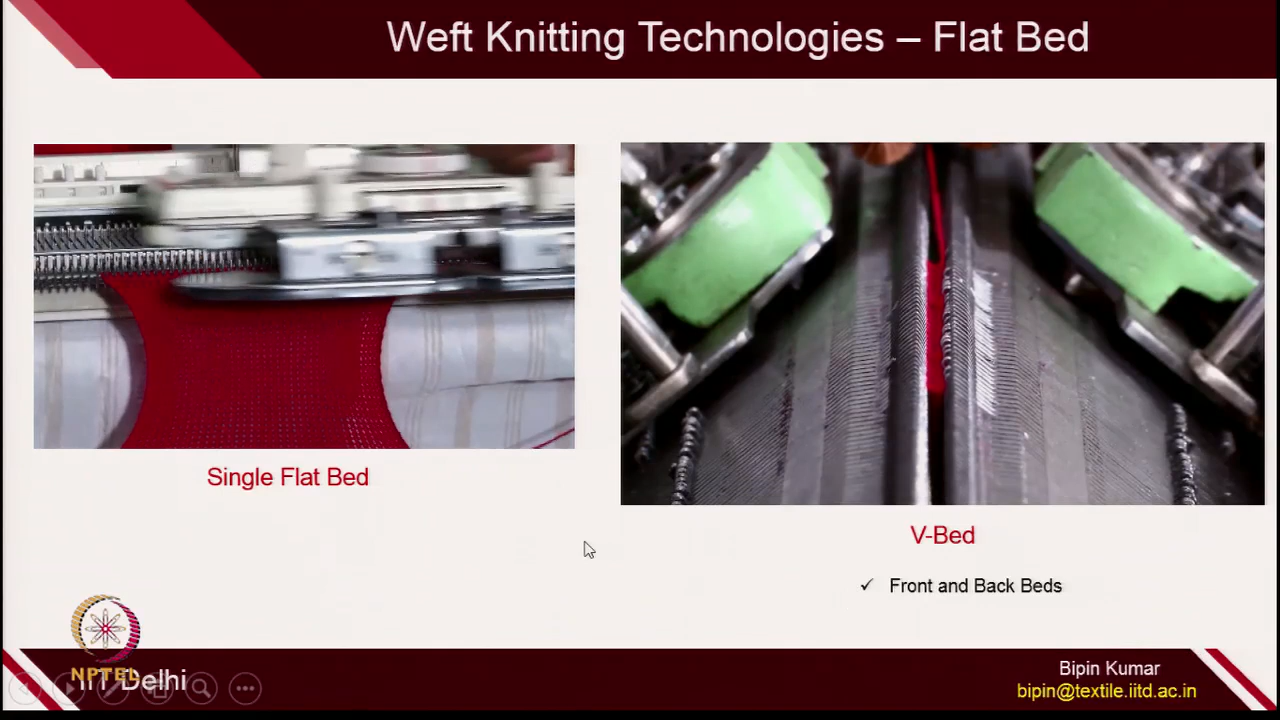 Weft Knitting Technologies – Flat Bed
Single Flat Bed
V-Bed
✓ Front and Back Beds
NPTEL
IIT Delhi
Bipin Kumar
bipin@textile.iitd.ac.in